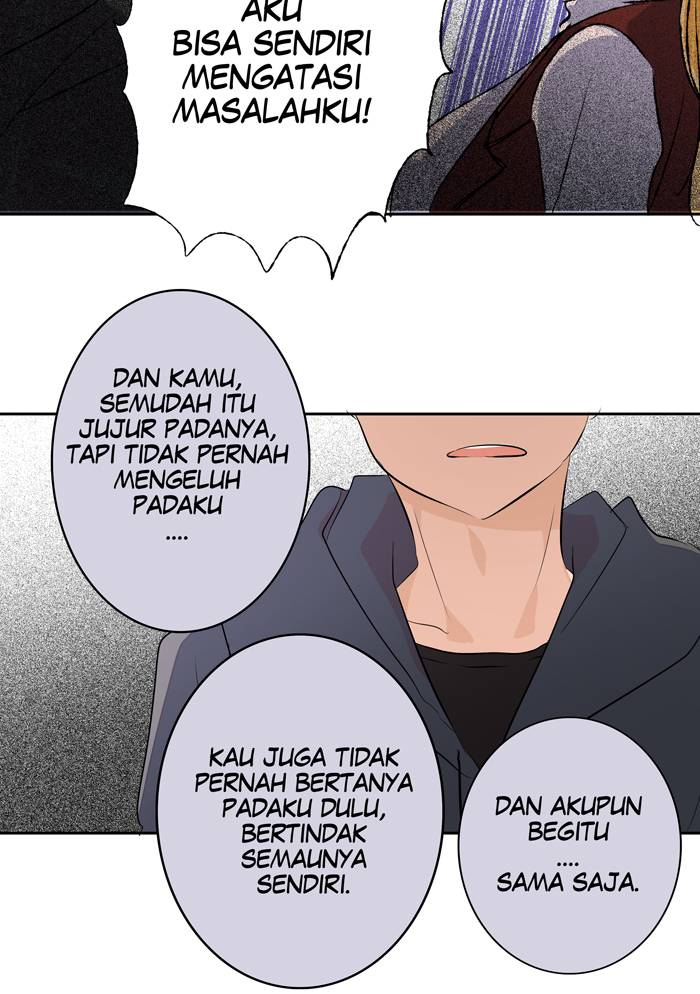 AKU
BISA SENDIRI
MENGATASI
MASALAHKU!
DAN KAMU,
SEMUDAH ITU
JUJUR PADANYA,
TAPI TIDAK PERNAH
MENGELUH
PADAKU
....
KAU JUGA TIDAK
PERNAH BERTANYA
PADAKU DULU,
BERTINDAK
SEMAUNYA
SENDIRI.
DAN AKUPUN
BEGITU
....
SAMA SAJA.